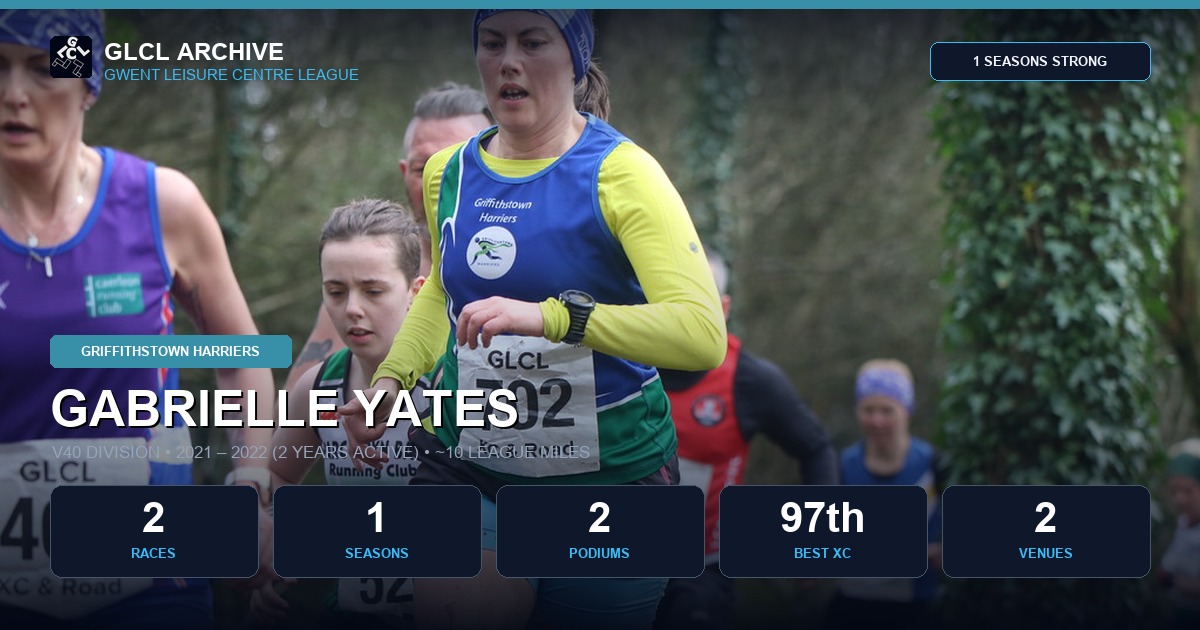 GLCL ARCHIVE
GWENT LEISURE CENTRE LEAGUE
1 SEASONS STRONG
Griffithstown
Harriers
caerleon
running
club
GRIFFITHSTOWN HARRIERS
GLCL
GABRIELLE YATES
V40 DIVISION • 2021 – 2022 (2 YEARS ACTIVE) • ~10 LEAGUE MILES
Running Club
GLCL
XC & Road
2
RACES
1
SEASONS
2
PODIUMS
97th
BEST XC
2
VENUES
52